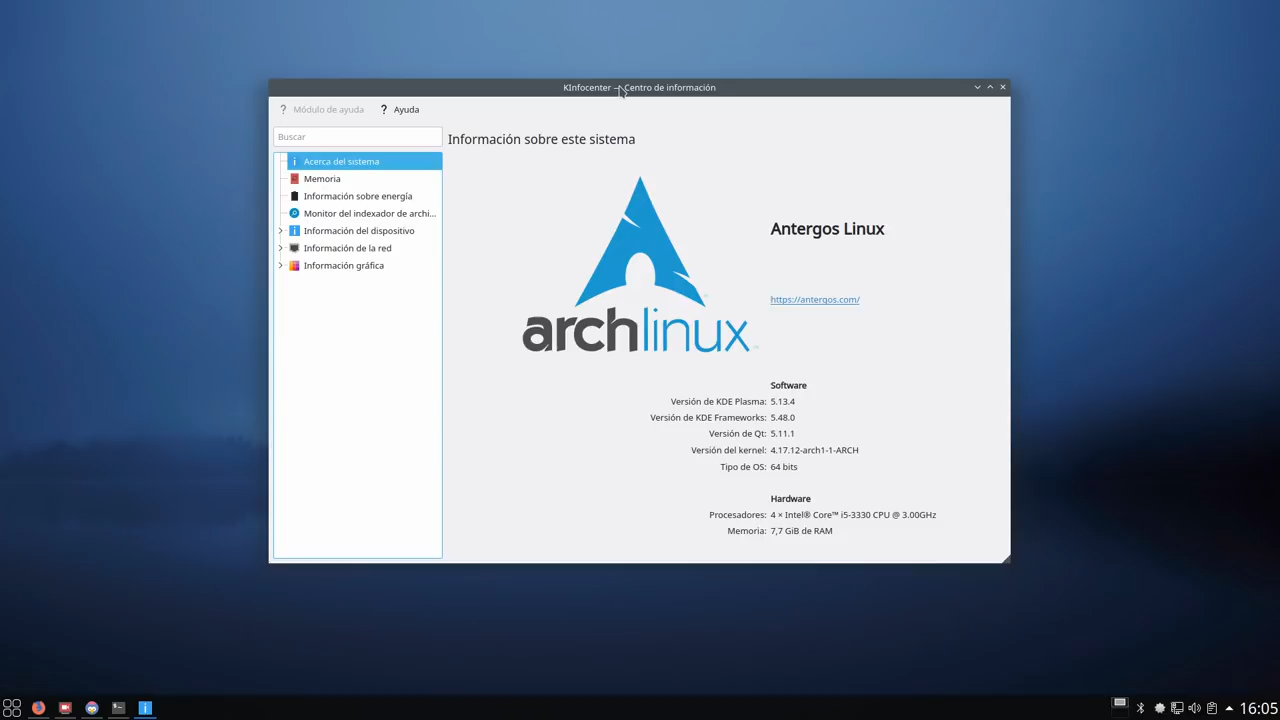 KInfocenter — Centro de información
Módulo de ayuda
Ayuda
Buscar
Información sobre este sistema
Acerca del sistema
Memoria
Información sobre energía
Monitor del indexador de archi...
Información del dispositivo
Información de la red
Información gráfica
archlinux
Antergos Linux
https://antergos.com/
Software
Versión de KDE Plasma: 5.13.4
Versión de KDE Frameworks: 5.48.0
Versión de Qt: 5.11.1
Versión del kernel: 4.17.12-arch1-1-ARCH
Tipo de OS: 64 bits
Hardware
Procesadores: 4 × Intel® Core™ i5-3330 CPU @ 3.00GHz
Memoria: 7,7 GiB de RAM
16:05